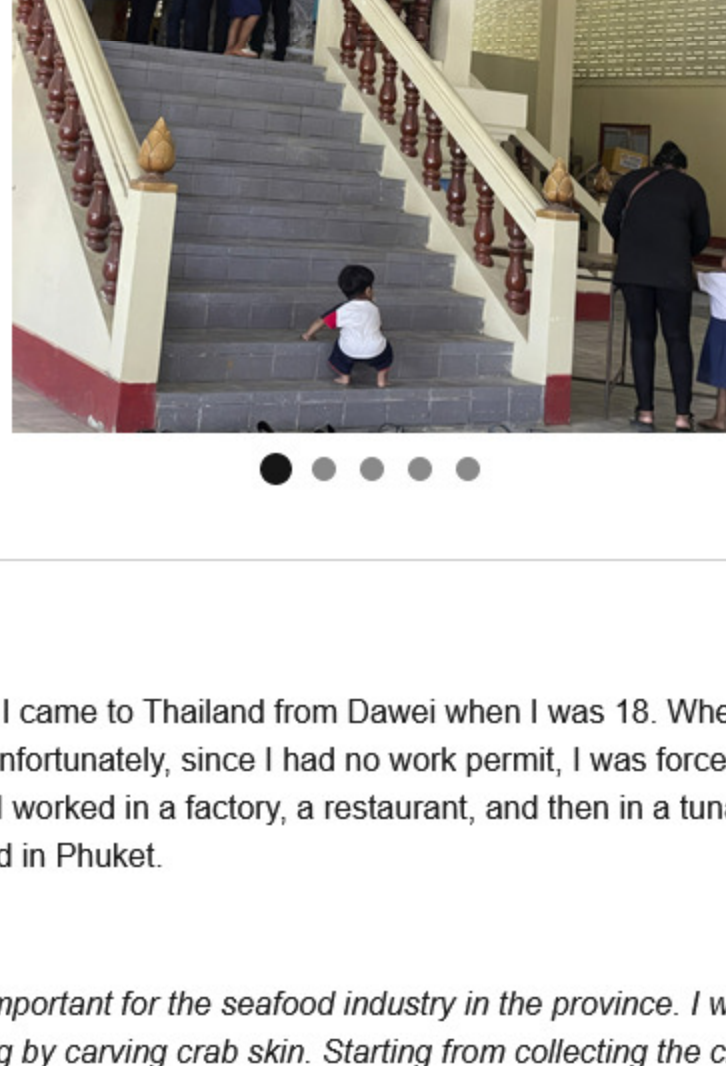 I came to Thailand from Dawei when I was 18. Whe
nfortunately, since I had no work permit, I was force
I worked in a factory, a restaurant, and then in a tuna
d in Phuket.
mportant for the seafood industry in the province. I w
g by carving crab skin. Starting from collecting the c